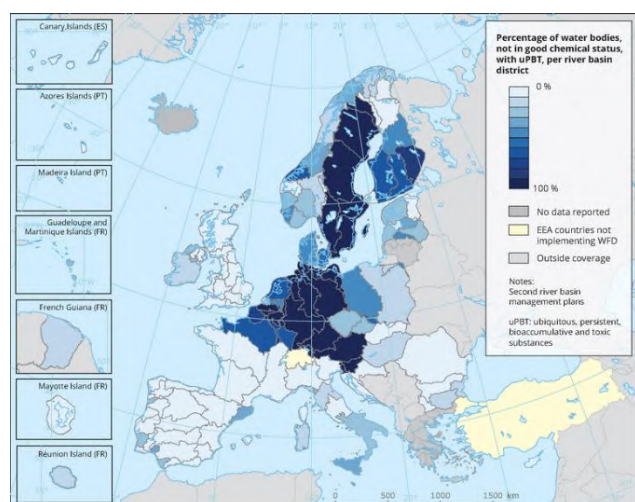 Canary Islands (ES)
Azores Islands (PT)
Madeira Island (PT)
Guadeloupe and
Martinique Islands (FR)
French Guiana (FR)
Mayotte Island (FR)
Réunion Island (FR)
Percentage of water bodies,
not in good chemical status,
with uPBT, per river basin
district
0 %
100 %
No data reported
EEA countries not
implementing WFD
Outside coverage
Notes:
Second river basin
management plans
uPBT: ubiquitous, persistent,
bioaccumulative and toxic
substances
0 500 1000 1500 km